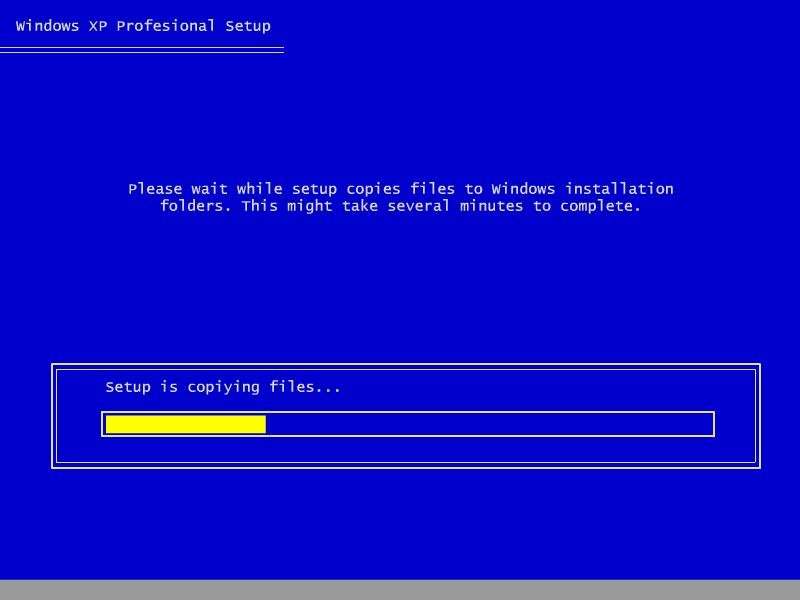 Windows XP Profesional Setup
Please wait while setup copies files to Windows installation
folders. This might take several minutes to complete.
Setup is copiying files...